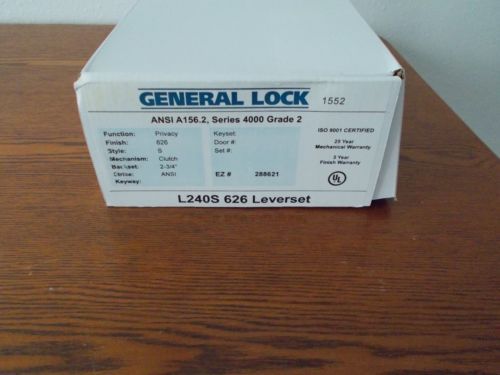 GENERAL LOCK 1552
ANSI A156.2, Series 4000 Grade 2
Function: Privacy
Finish: 626
Style: S
Mechanism: Clutch
Backset: 2-3/4"
Strike: ANSI
Keyway:
Keyset:
Door #:
Set #:
EZ # 288621
ISO 9001 CERTIFIED
25 Year
Mechanical Warranty
3 Year
Finish Warranty
UL
L240S 626 Leverset